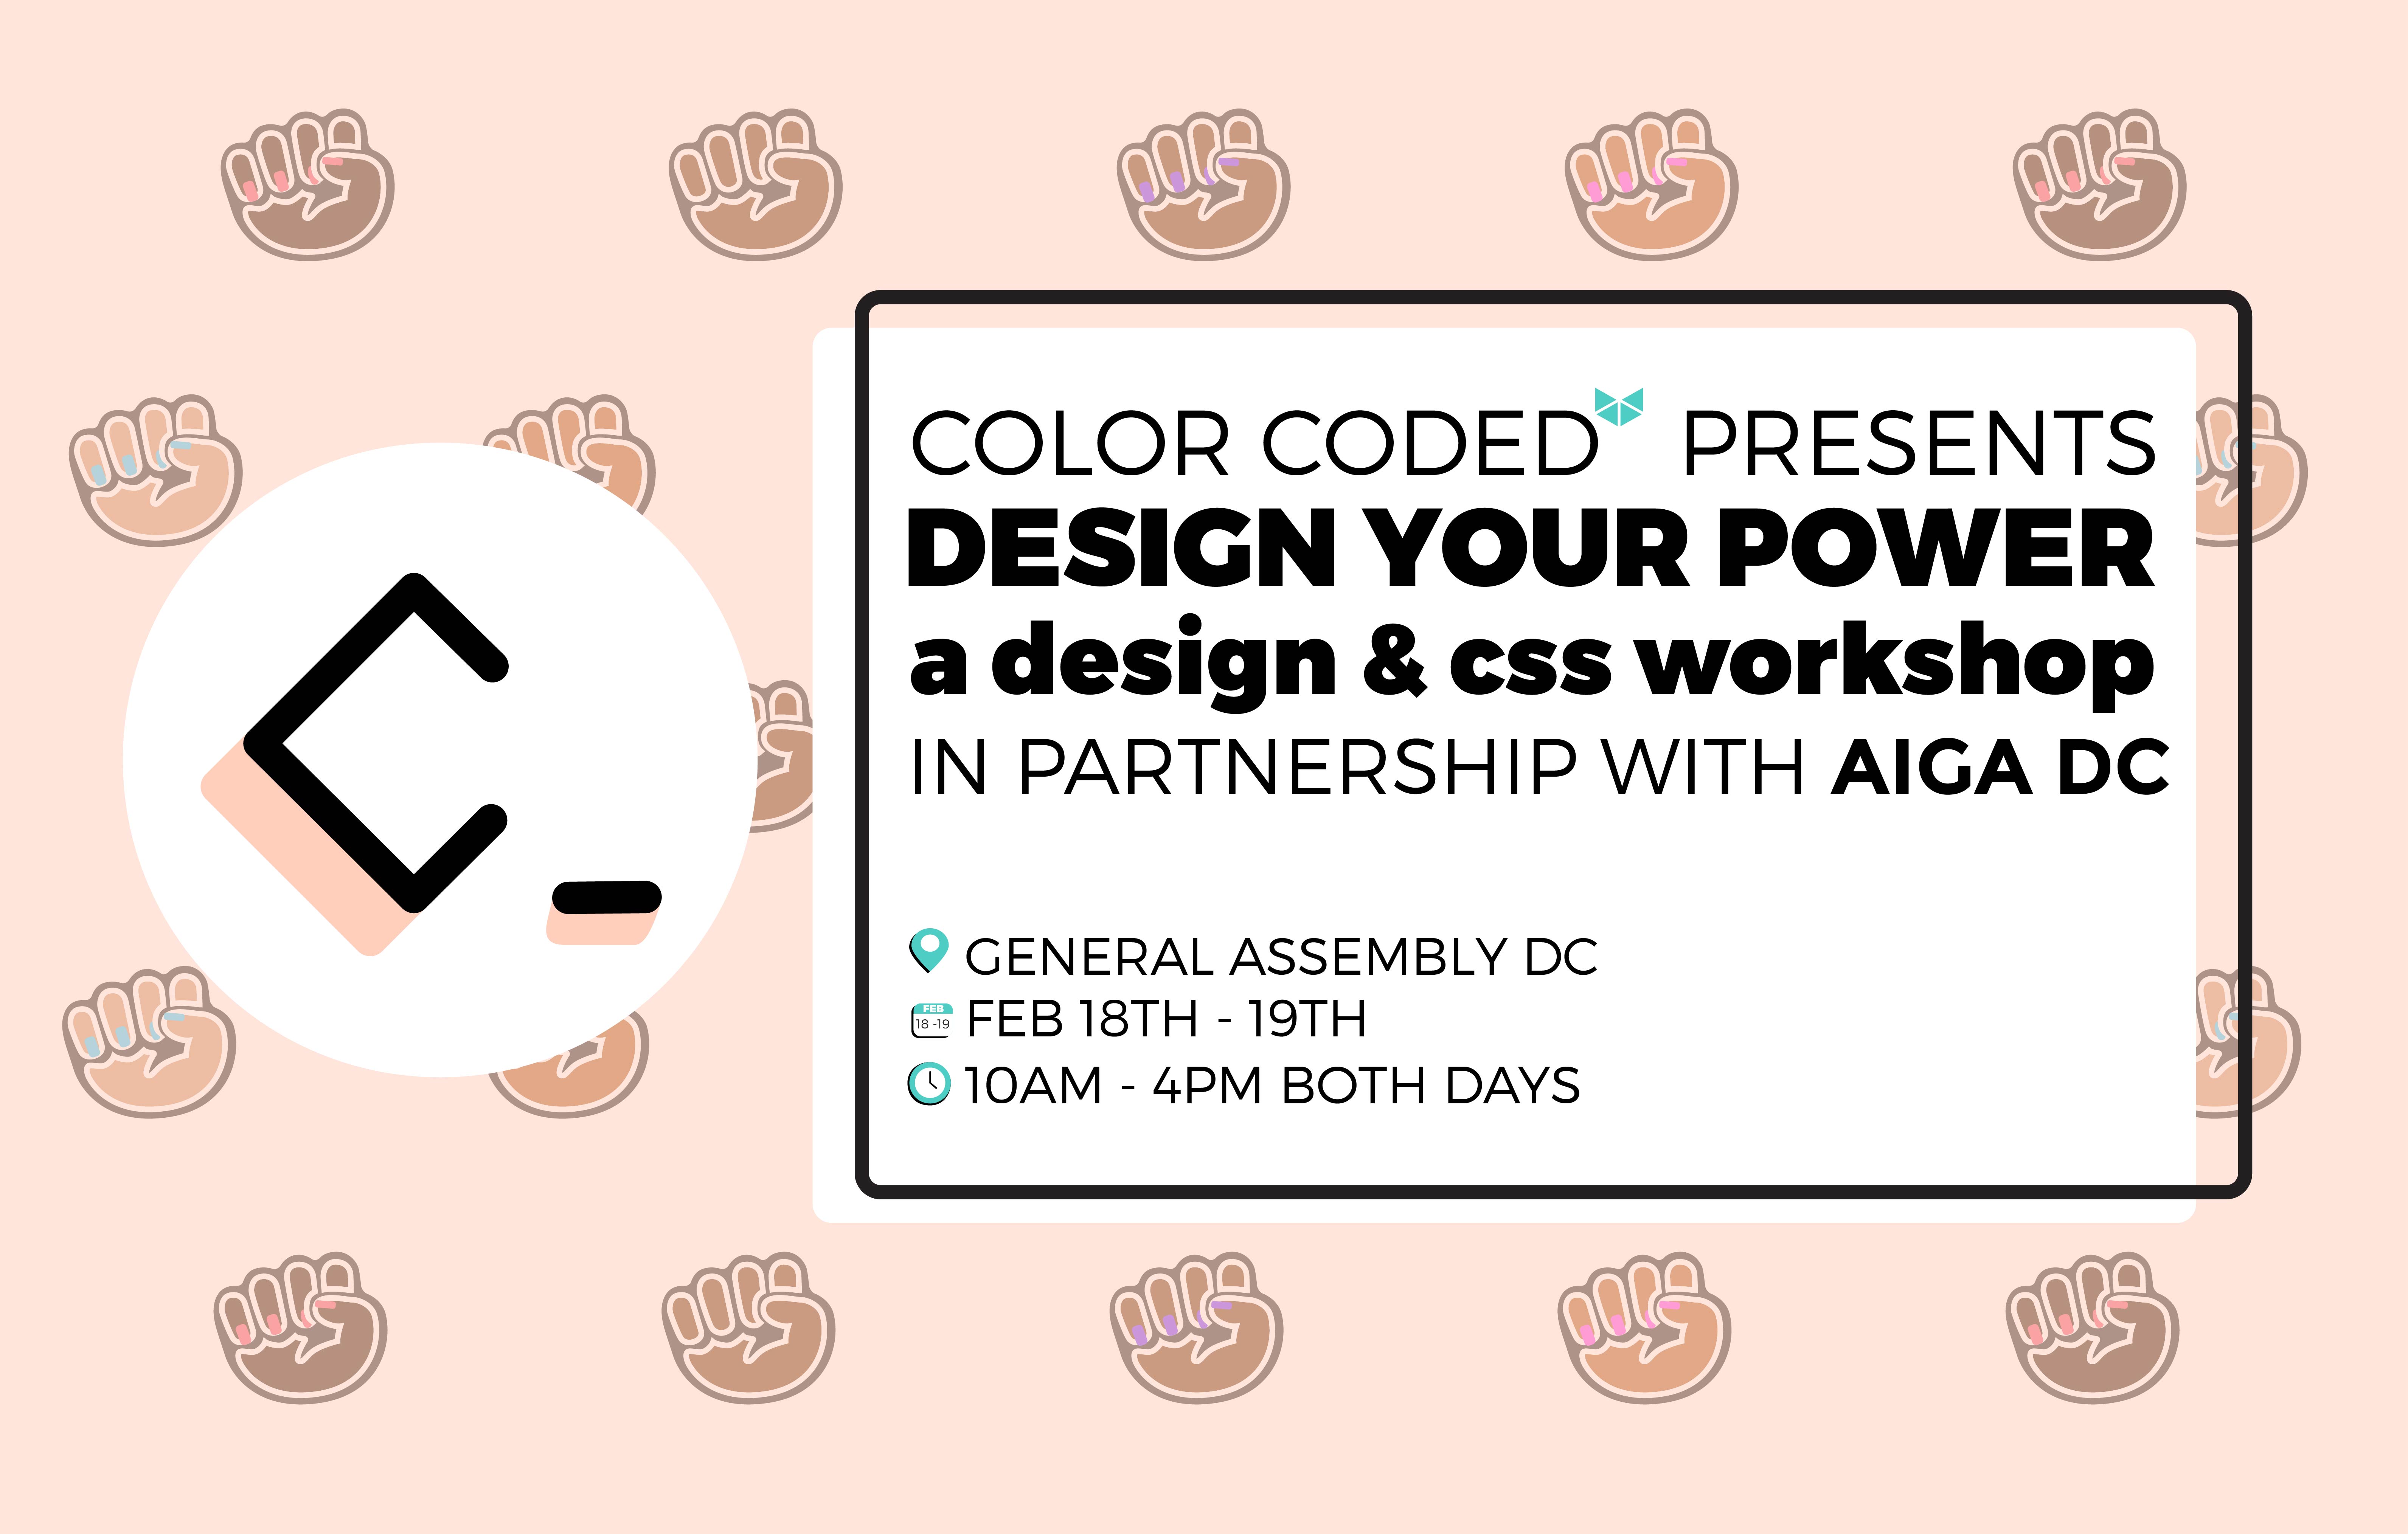 COLOR CODED PRESENTS
DESIGN YOUR POWER
a design & css workshop
IN PARTNERSHIP WITH AIGA DC
GENERAL ASSEMBLY DC
FEB
18 -19
FEB 18TH - 19TH
10AM - 4PM BOTH DAYS